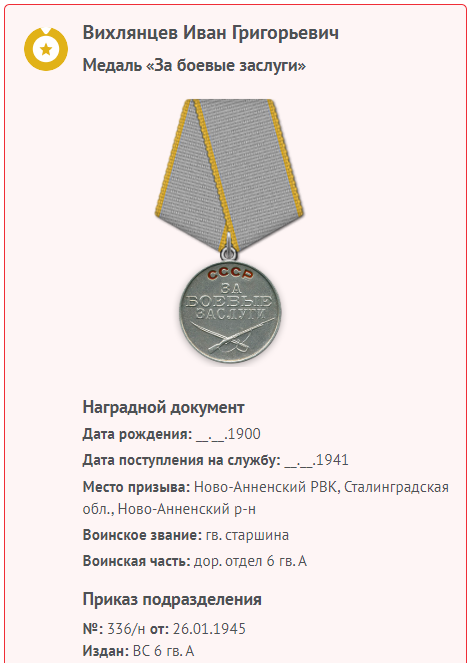 Вихлянцев Иван Григорьевич
Медаль «За боевые заслуги»
СССР
ЗА
БОЕВЫЕ
ЗАСЛУГИ
Наградной документ
Дата рождения: __.__.1900
Дата поступления на службу: __.__.1941
Место призыва: Ново-Анненский РВК, Сталинградская
обл., Ново-Анненский р-н
Воинское звание: гв. старшина
Воинская часть: дор. отдел 6 гв. А
Приказ подразделения
№: 336/н от: 26.01.1945
Издан: ВС 6 гв. А